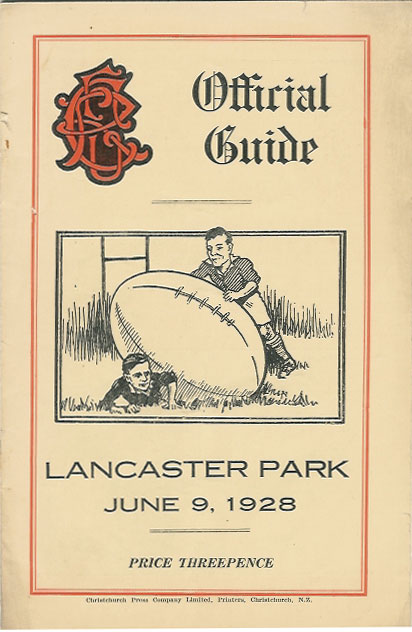 Official
Guide
LANCASTER PARK
JUNE 9, 1928
PRICE THREEPENCE
Christchurch Press Company Limited, Printers, Christchurch, N.Z.